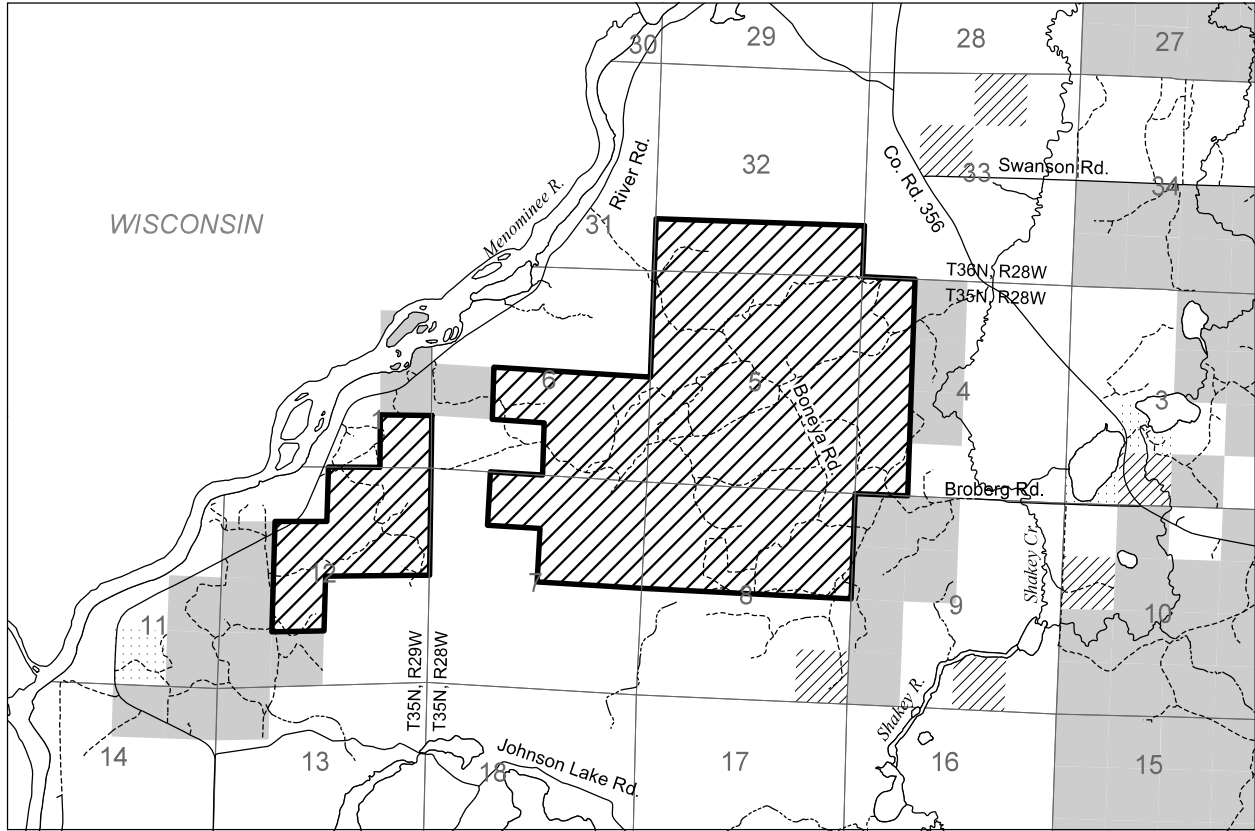 30
29
28
27
32
33
Swanson Rd.
34
Co. Rd. 356
River Rd.
31
Menominee R.
WISCONSIN
T36N, R28W
T35N, R28W
6
5
Boneya Rd.
4
3
1
Broberg Rd.
12
7
8
9
Shakey Cr.
10
11
T35N, R29W
T35N, R28W
Shakey R.
14
13
18
Johnson Lake Rd.
17
16
15